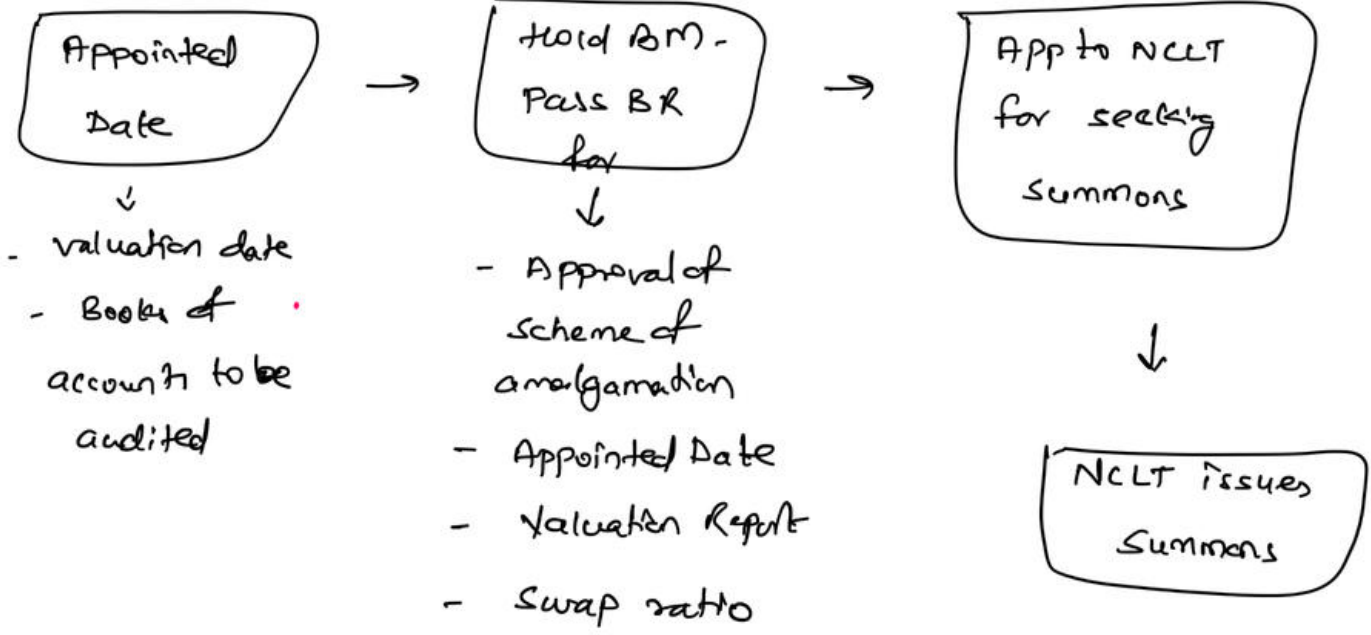 Appointed
Date
- valuation date
- Books of
accounts to be
audited
Hold BM.
Pass BR
for
- Approval of
scheme of
amalgamation
- Appointed Date
- Valuation Report
- Swap ratio
App to NCLT
for seeking
summons
NCLT issues
Summons